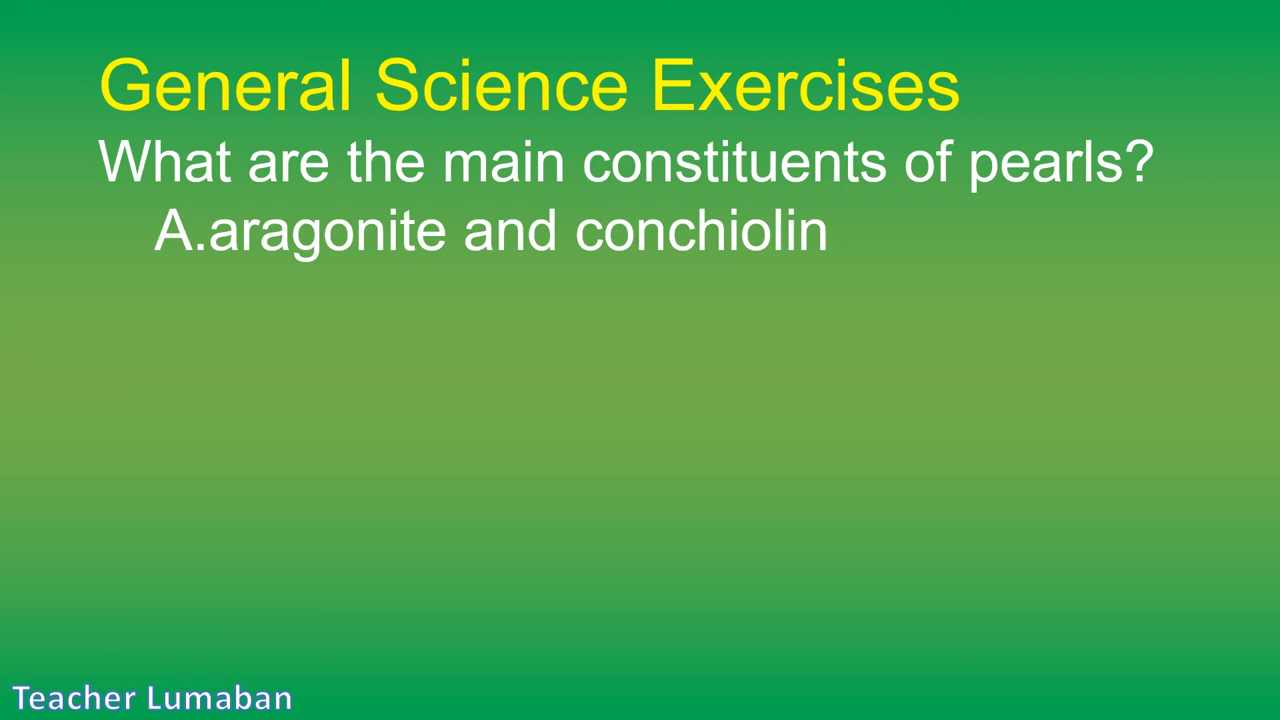 General Science Exercises
What are the main constituents of pearls?
A.aragonite and conchiolin
Teacher Lumaban